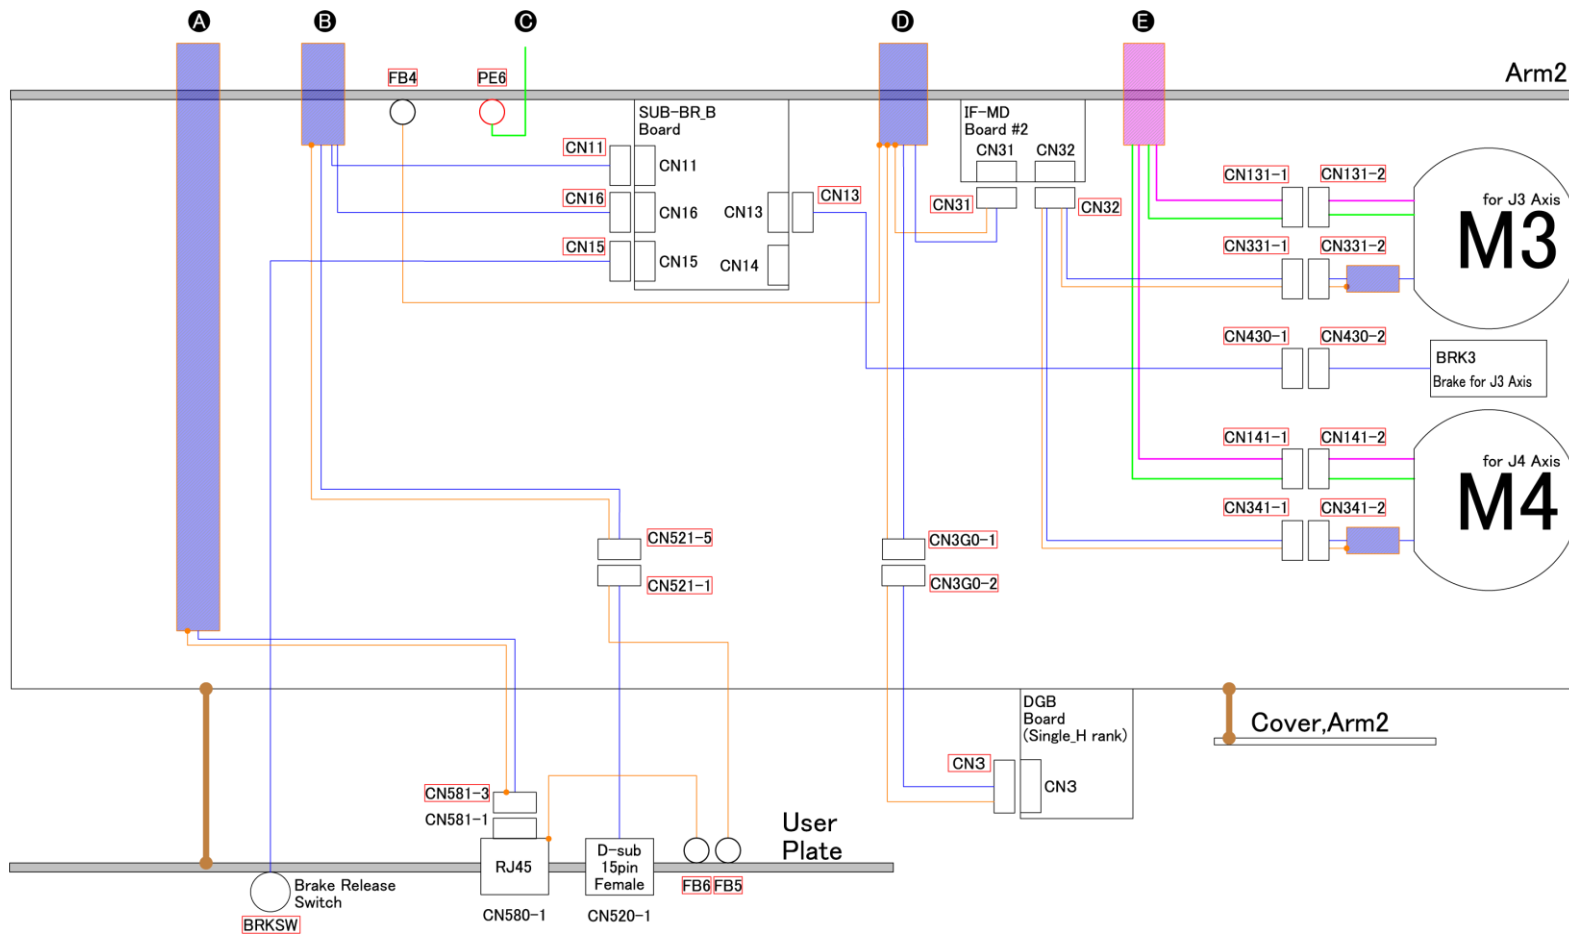 A
B
C
D
E
FB4
PE6
Arm2
SUB-BR_B
Board
IF-MD
Board #2
CN31
CN32
CN11
CN11
CN16
CN16
CN15
CN15
CN13
CN13
CN14
CN31
CN32
CN131-1
CN131-2
for J3 Axis
M3
CN331-1
CN331-2
CN430-1
CN430-2
BRK3
Brake for J3 Axis
CN141-1
CN141-2
for J4 Axis
M4
CN341-1
CN341-2
CN521-5
CN521-1
CN3G0-1
CN3G0-2
DGB
Board
(Single_H rank)
CN3
CN3
Cover,Arm2
CN581-3
CN581-1
User
Plate
RJ45
D-sub
15pin
Female
FB6
FB5
Brake Release
Switch
BRKSW
CN580-1
CN520-1